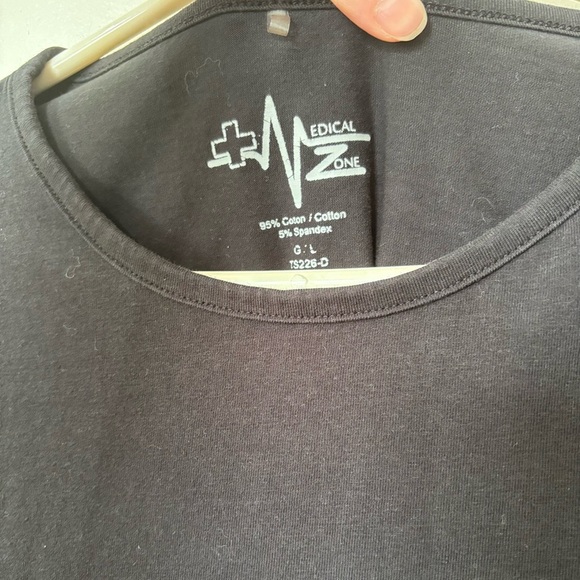 MEDICAL
ZONE
95% Coton / Cotton
5% Spandex
G / L
TS226-D